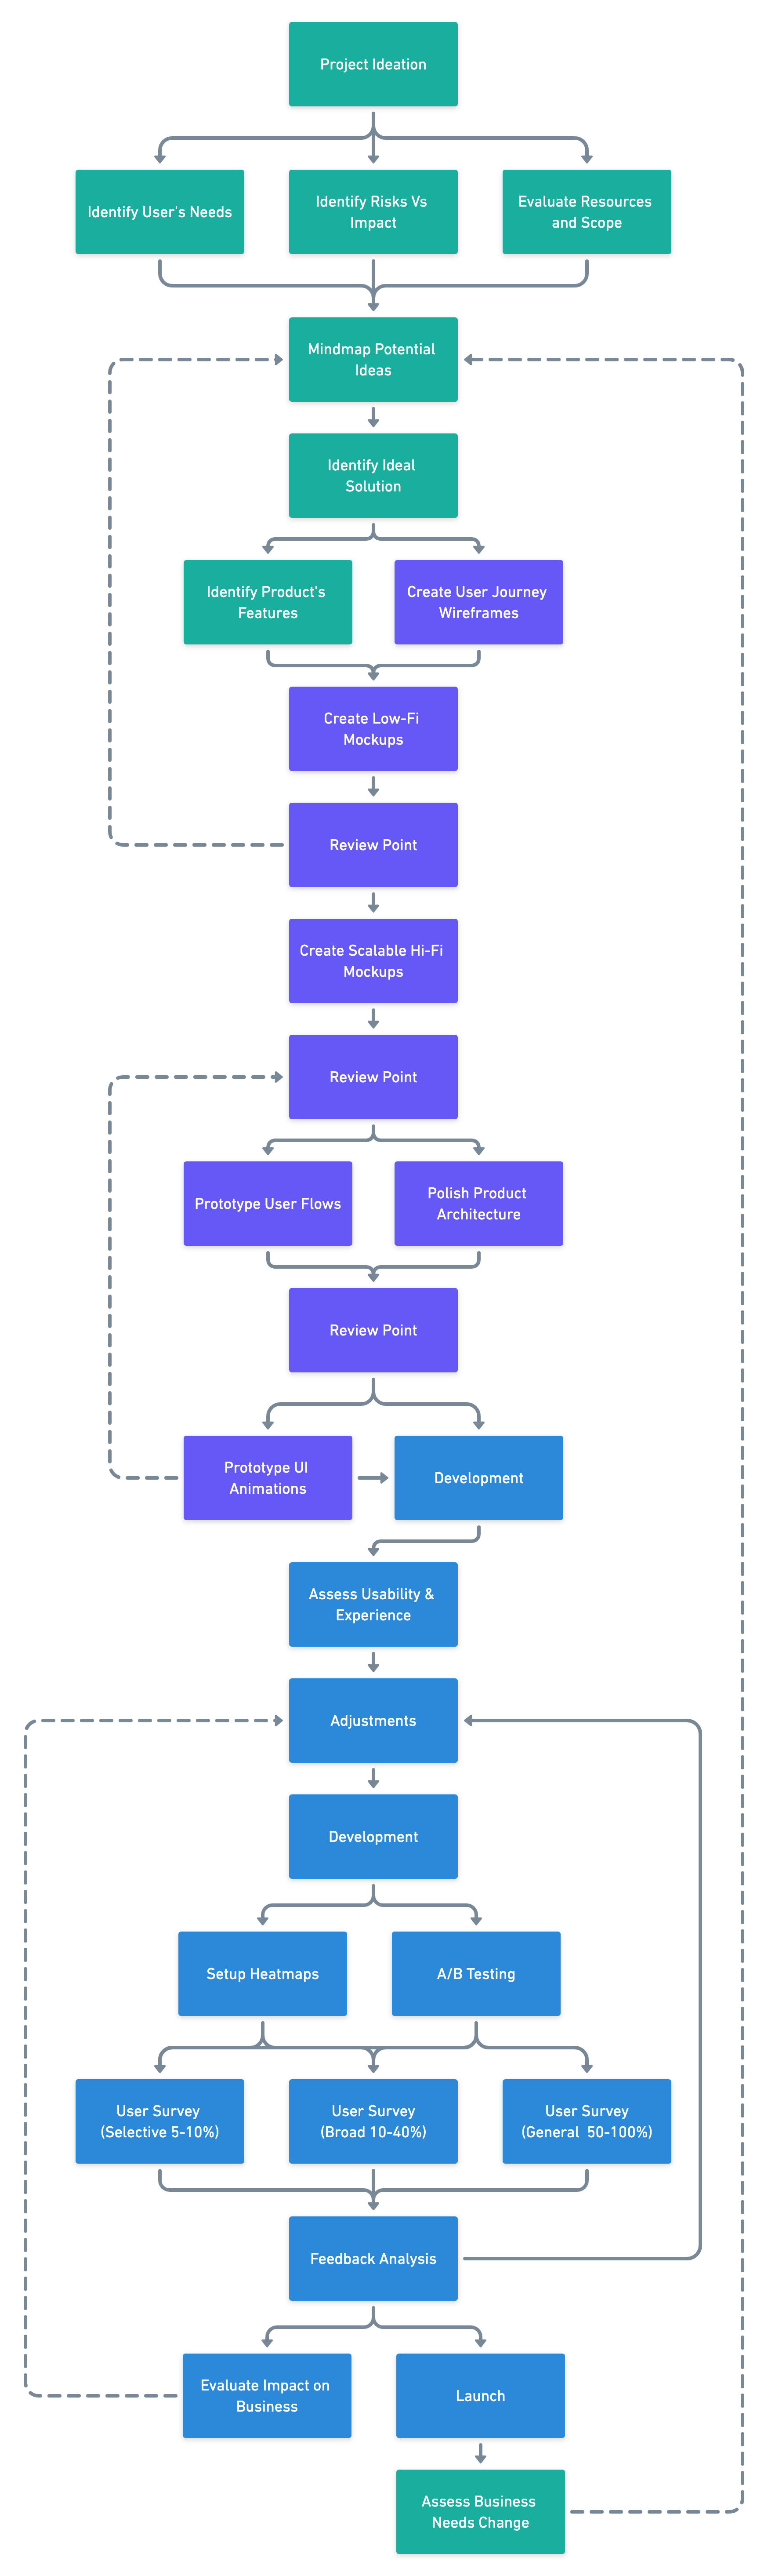 Project Ideation
Identify User's Needs
Identify Risks Vs
Impact
Evaluate Resources
and Scope
Mindmap Potential
Ideas
Identify Ideal
Solution
Identify Product's
Features
Create User Journey
Wireframes
Create Low-Fi
Mockups
Review Point
Create Scalable Hi-Fi
Mockups
Review Point
Prototype User Flows
Polish Product
Architecture
Review Point
Prototype UI
Animations
Development
Assess Usability &
Experience
Adjustments
Development
Setup Heatmaps
A/B Testing
User Survey
(Selective 5-10%)
User Survey
(Broad 10-40%)
User Survey
(General 50-100%)
Feedback Analysis
Evaluate Impact on
Business
Launch
Assess Business
Needs Change